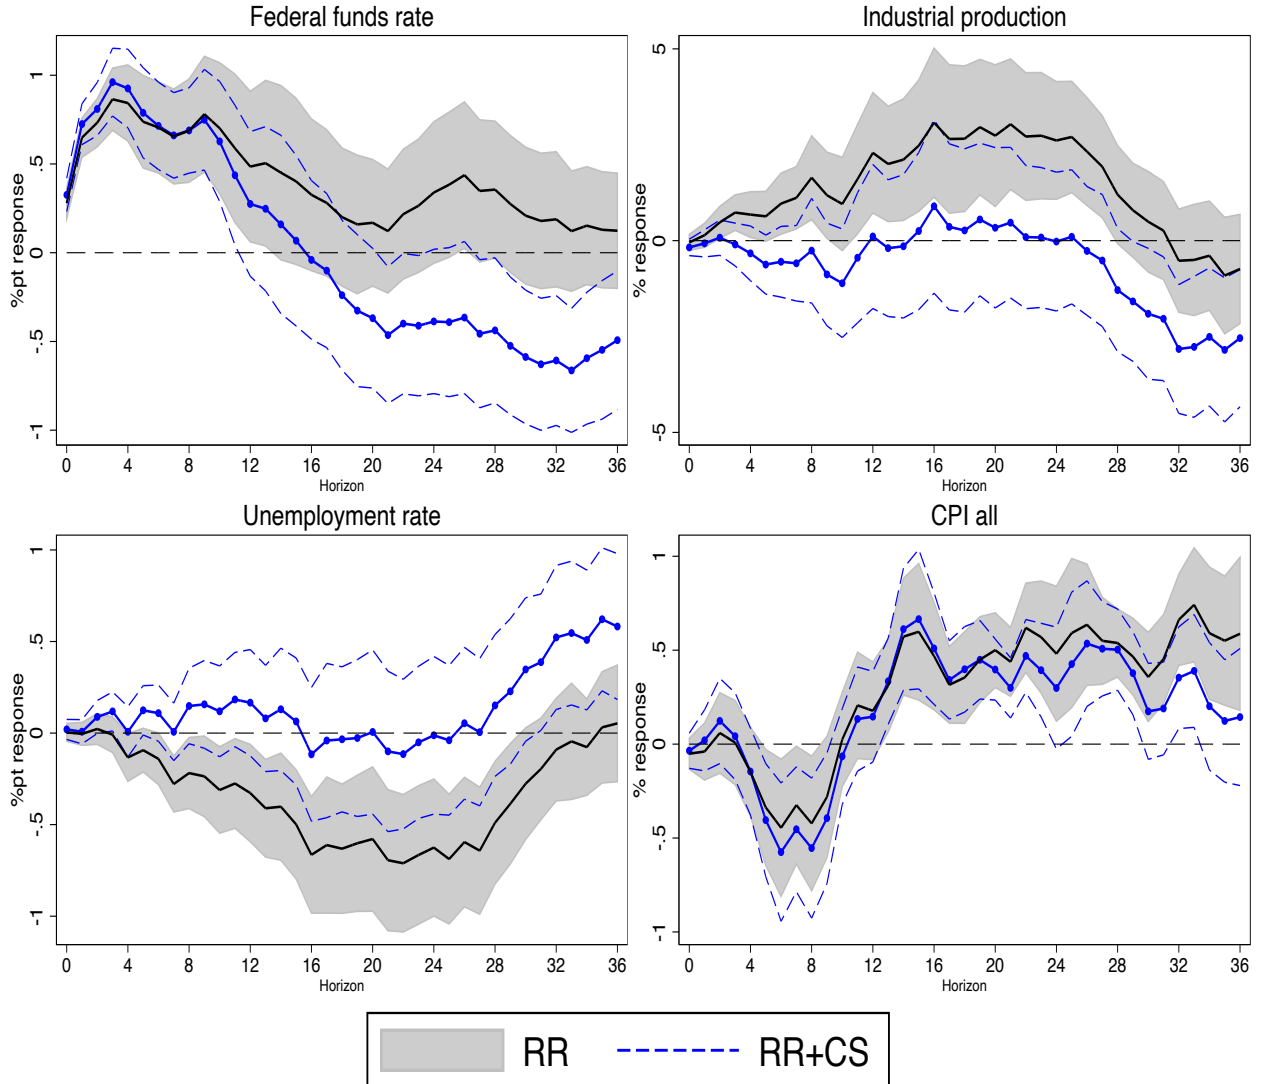 Federal funds rate
%pt response
1
.5
0
-.5
-1
0 4 8 12 16 20 24 28 32 36
Horizon
Industrial production
% response
5
0
-5
0 4 8 12 16 20 24 28 32 36
Horizon
Unemployment rate
%pt response
1
.5
0
-.5
-1
0 4 8 12 16 20 24 28 32 36
Horizon
CPI all
% response
1
.5
0
-.5
-1
0 4 8 12 16 20 24 28 32 36
Horizon
RR RR+CS